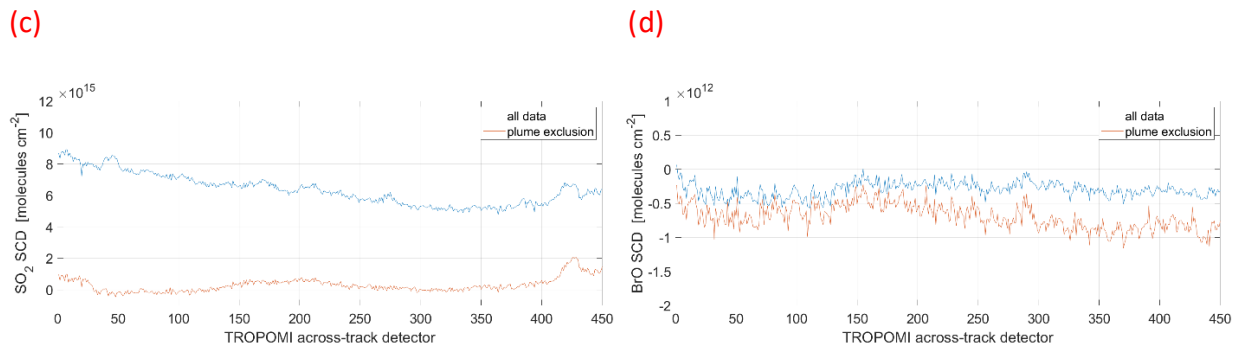 (c)
(d)
×10^15
SO_2 SCD [molecules cm^-2]
12
10
8
6
4
2
0
all data
plume exclusion
0 50 100 150 200 250 300 350 400 450
TROPOMI across-track detector
×10^12
BrO SCD [molecules cm^-2]
1
0.5
0
-0.5
-1
-1.5
-2
all data
plume exclusion
0 50 100 150 200 250 300 350 400 450
TROPOMI across-track detector